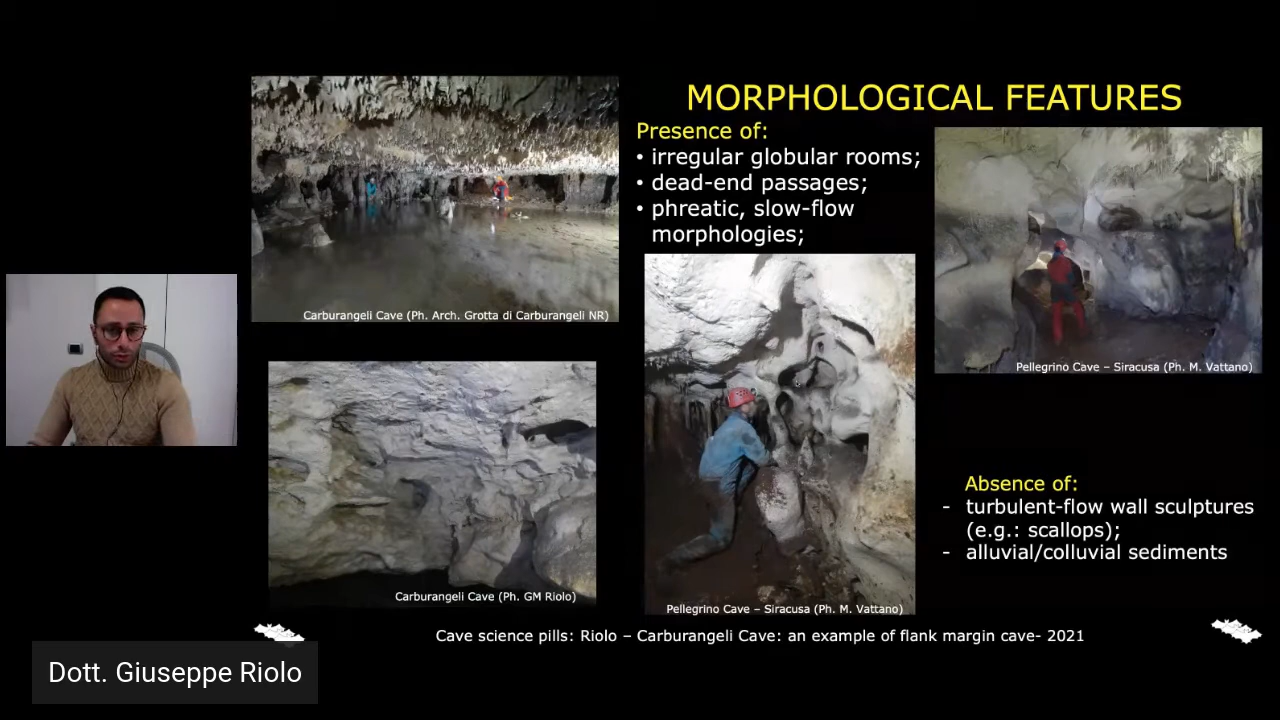 MORPHOLOGICAL FEATURES
Presence of:
• irregular globular rooms;
• dead-end passages;
• phreatic, slow-flow
morphologies;
Carburangeli Cave (Ph. Arch. Grotta di Carburangeli NR)
Pellegrino Cave – Siracusa (Ph. M. Vattano)
Carburangeli Cave (Ph. GM Riolo)
Pellegrino Cave – Siracusa (Ph. M. Vattano)
Absence of:
- turbulent-flow wall sculptures
(e.g.: scallops);
- alluvial/colluvial sediments
Cave science pills: Riolo – Carburangeli Cave: an example of flank margin cave- 2021
Dott. Giuseppe Riolo